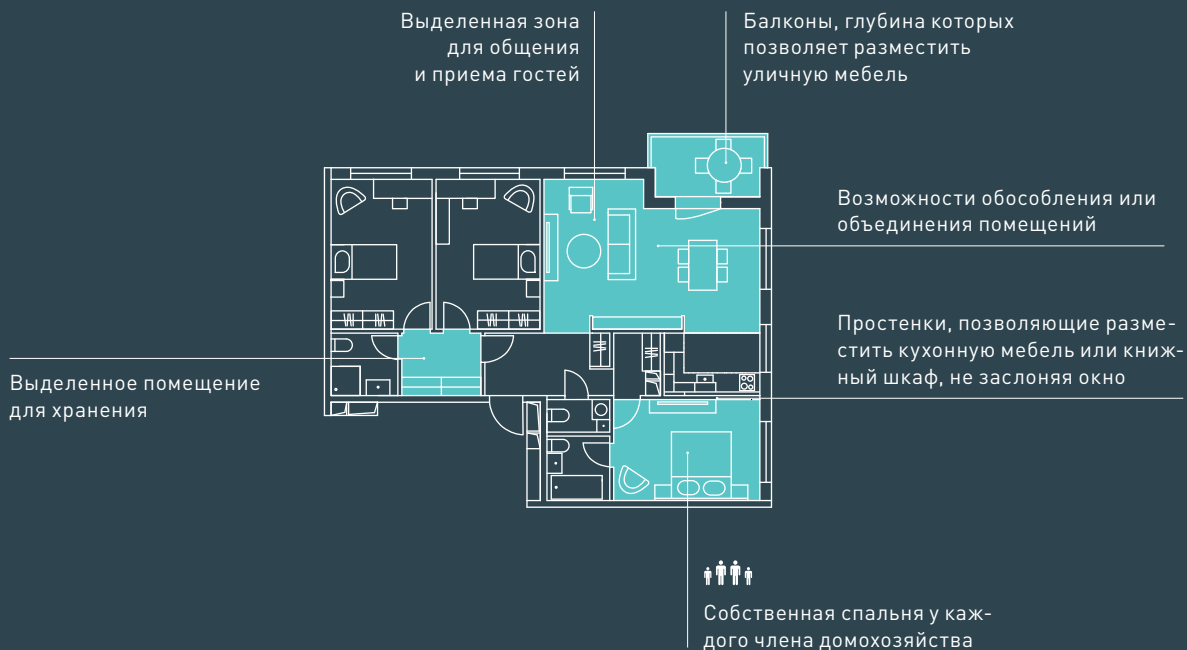 Выделенная зона
для общения
и приема гостей
Балконы, глубина которых
позволяет разместить
уличную мебель
Возможности обособления или
объединения помещений
Простенки, позволяющие разме-
стить кухонную мебель или книж-
ный шкаф, не заслоняя окно
Выделенное помещение
для хранения
Собственная спальня у каж-
дого члена домохозяйства